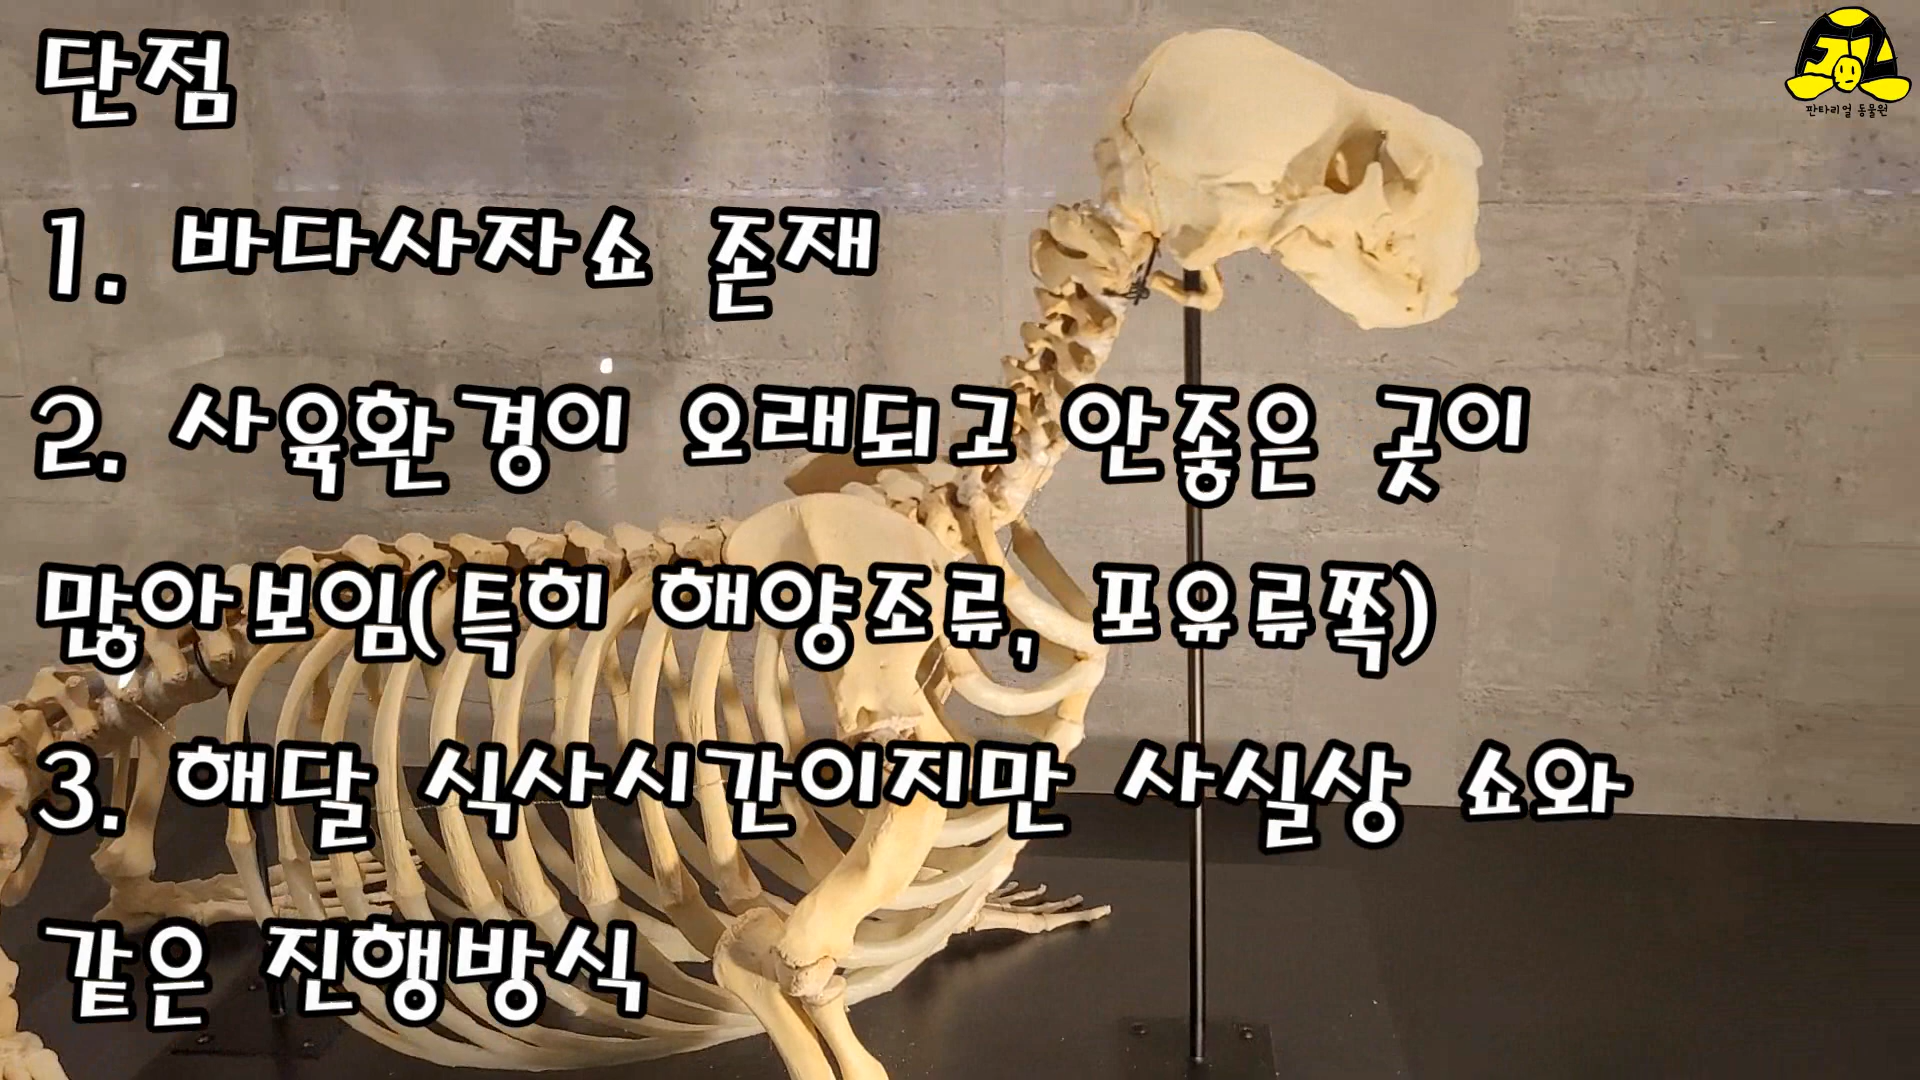 단점
1. 바다사자쇼 존재
2. 사육환경이 오래되고 안좋은 곳이
많아보임(특히 해양조류, 포유류쪽)
3. 해달 식사시간이지만 사실상 쇼와
같은 진행방식
판타리얼 동물원